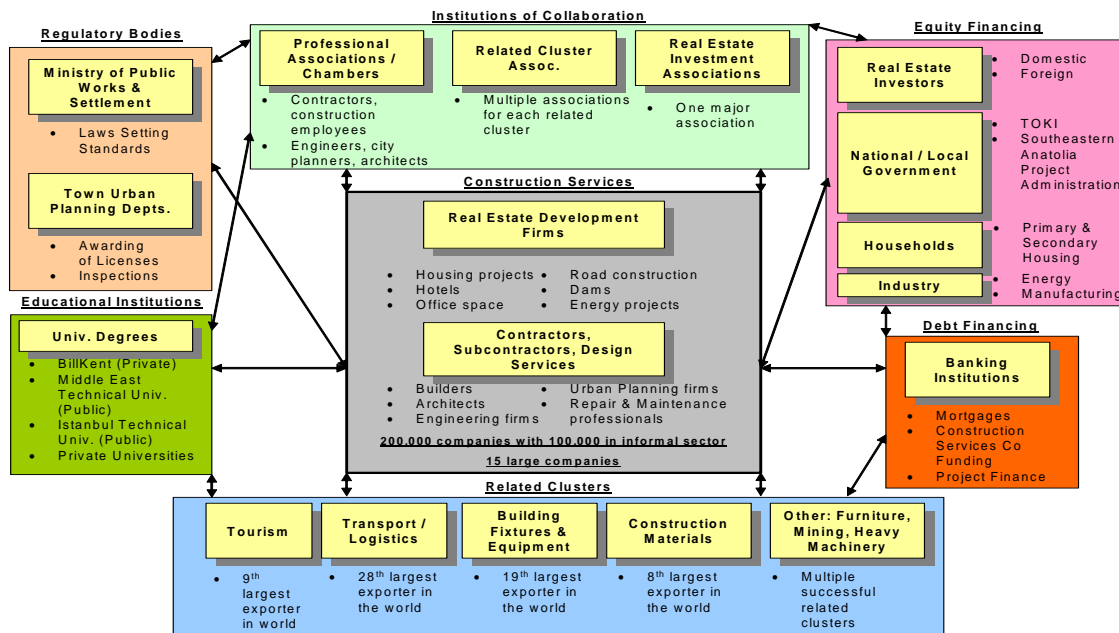 Institutions of Collaboration
Regulatory Bodies
Equity Financing
Ministry of Public
Works &
Settlement
• Laws Setting
Standards
Town Urban
Planning Depts.
• Awarding
of Licenses
• Inspections
Professional
Associations /
Chambers
• Contractors,
construction
employees
• Engineers, city
planners, architects
Related Cluster
Assoc.
• Multiple associations
for each related
cluster
Real Estate
Investment
Associations
• One major
association
Real Estate
Investors
• Domestic
• Foreign
National / Local
Government
• TOKI
• Southeastern
Anatolia
Project
Administration
Households
• Primary &
Secondary
Housing
Industry
• Energy
• Manufacturing
Construction Services
Real Estate Development
Firms
• Housing projects
• Hotels
• Office space
• Road construction
• Dams
• Energy projects
Contractors,
Subcontractors, Design
Services
• Builders
• Architects
• Engineering firms
• Urban Planning firms
• Repair & Maintenance
professionals
200,000 companies with 100,000 in informal sector
15 large companies
Educational Institutions
Univ. Degrees
• BillKent (Private)
• Middle East
Technical Univ.
(Public)
• Istanbul Technical
Univ. (Public)
• Private Universities
Debt Financing
Banking
Institutions
• Mortgages
• Construction
Services Co
Funding
• Project Finance
Related Clusters
Tourism
• 9th
largest
exporter
in world
Transport /
Logistics
• 28th largest
exporter in
the world
Building
Fixtures &
Equipment
• 19th largest
exporter in
the world
Construction
Materials
• 8th largest
exporter in
the world
Other: Furniture,
Mining, Heavy
Machinery
• Multiple
successful
related
clusters